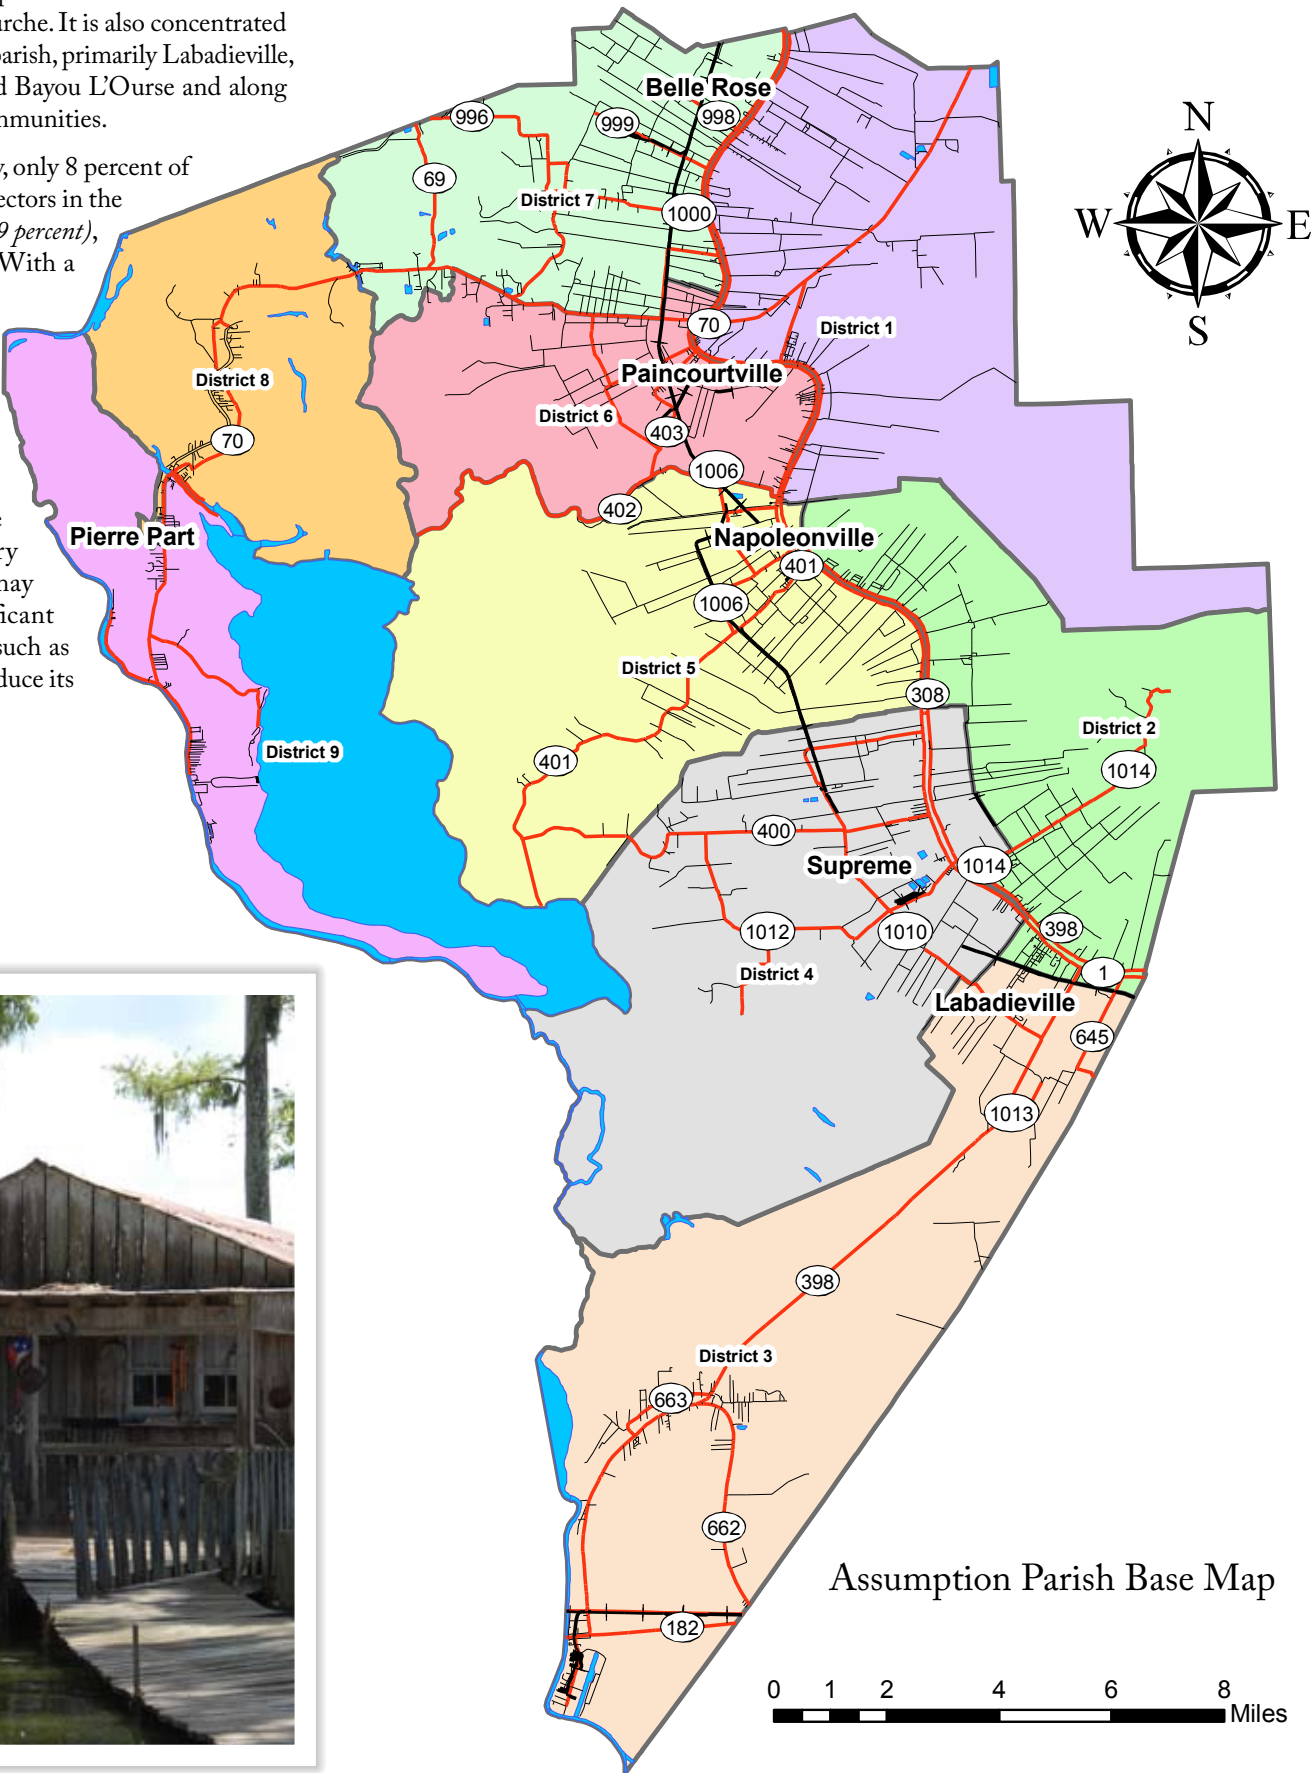 urche. It is also concentrated
parish, primarily Labadieville,
d Bayou L'Ourse and along
mmunities.
y, only 8 percent of
ectors in the
9 percent),
With a
e
ry
may
ficant
such as
duce its
N
W
E
S
Belle Rose
996
999
998
69
District 7
1000
70
District 1
District 8
Paincourtville
District 6
403
70
1006
402
Pierre Part
Napoleonville
401
1006
District 5
308
District 2
District 9
401
1014
400
Supreme
1014
1012
1010
398
District 4
1
Labadieville
645
1013
398
District 3
663
662
182
Assumption Parish Base Map
0 1 2 4 6 8
Miles